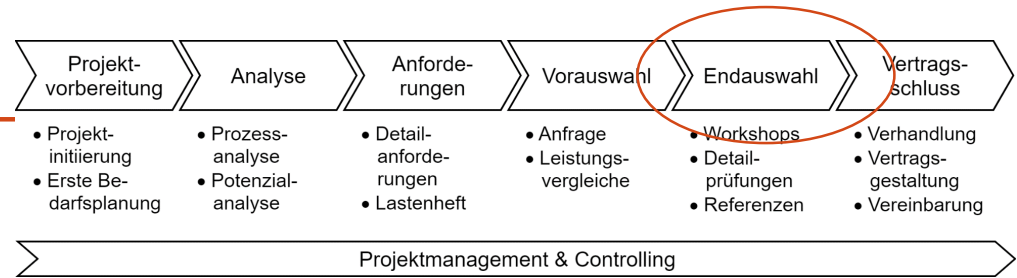 Projekt-
vorbereitung
Analyse
Anforde-
rungen
Vorauswahl
Endauswahl
Vertrags-
schluss
• Projekt-
initiierung
• Erste Be-
darfsplanung
• Prozess-
analyse
• Potenzial-
analyse
• Detail-
anforde-
rungen
• Lastenheft
• Anfrage
• Leistungs-
vergleiche
• Workshops
• Detail-
prüfungen
• Referenzen
• Verhandlung
• Vertrags-
gestaltung
• Vereinbarung
Projektmanagement & Controlling